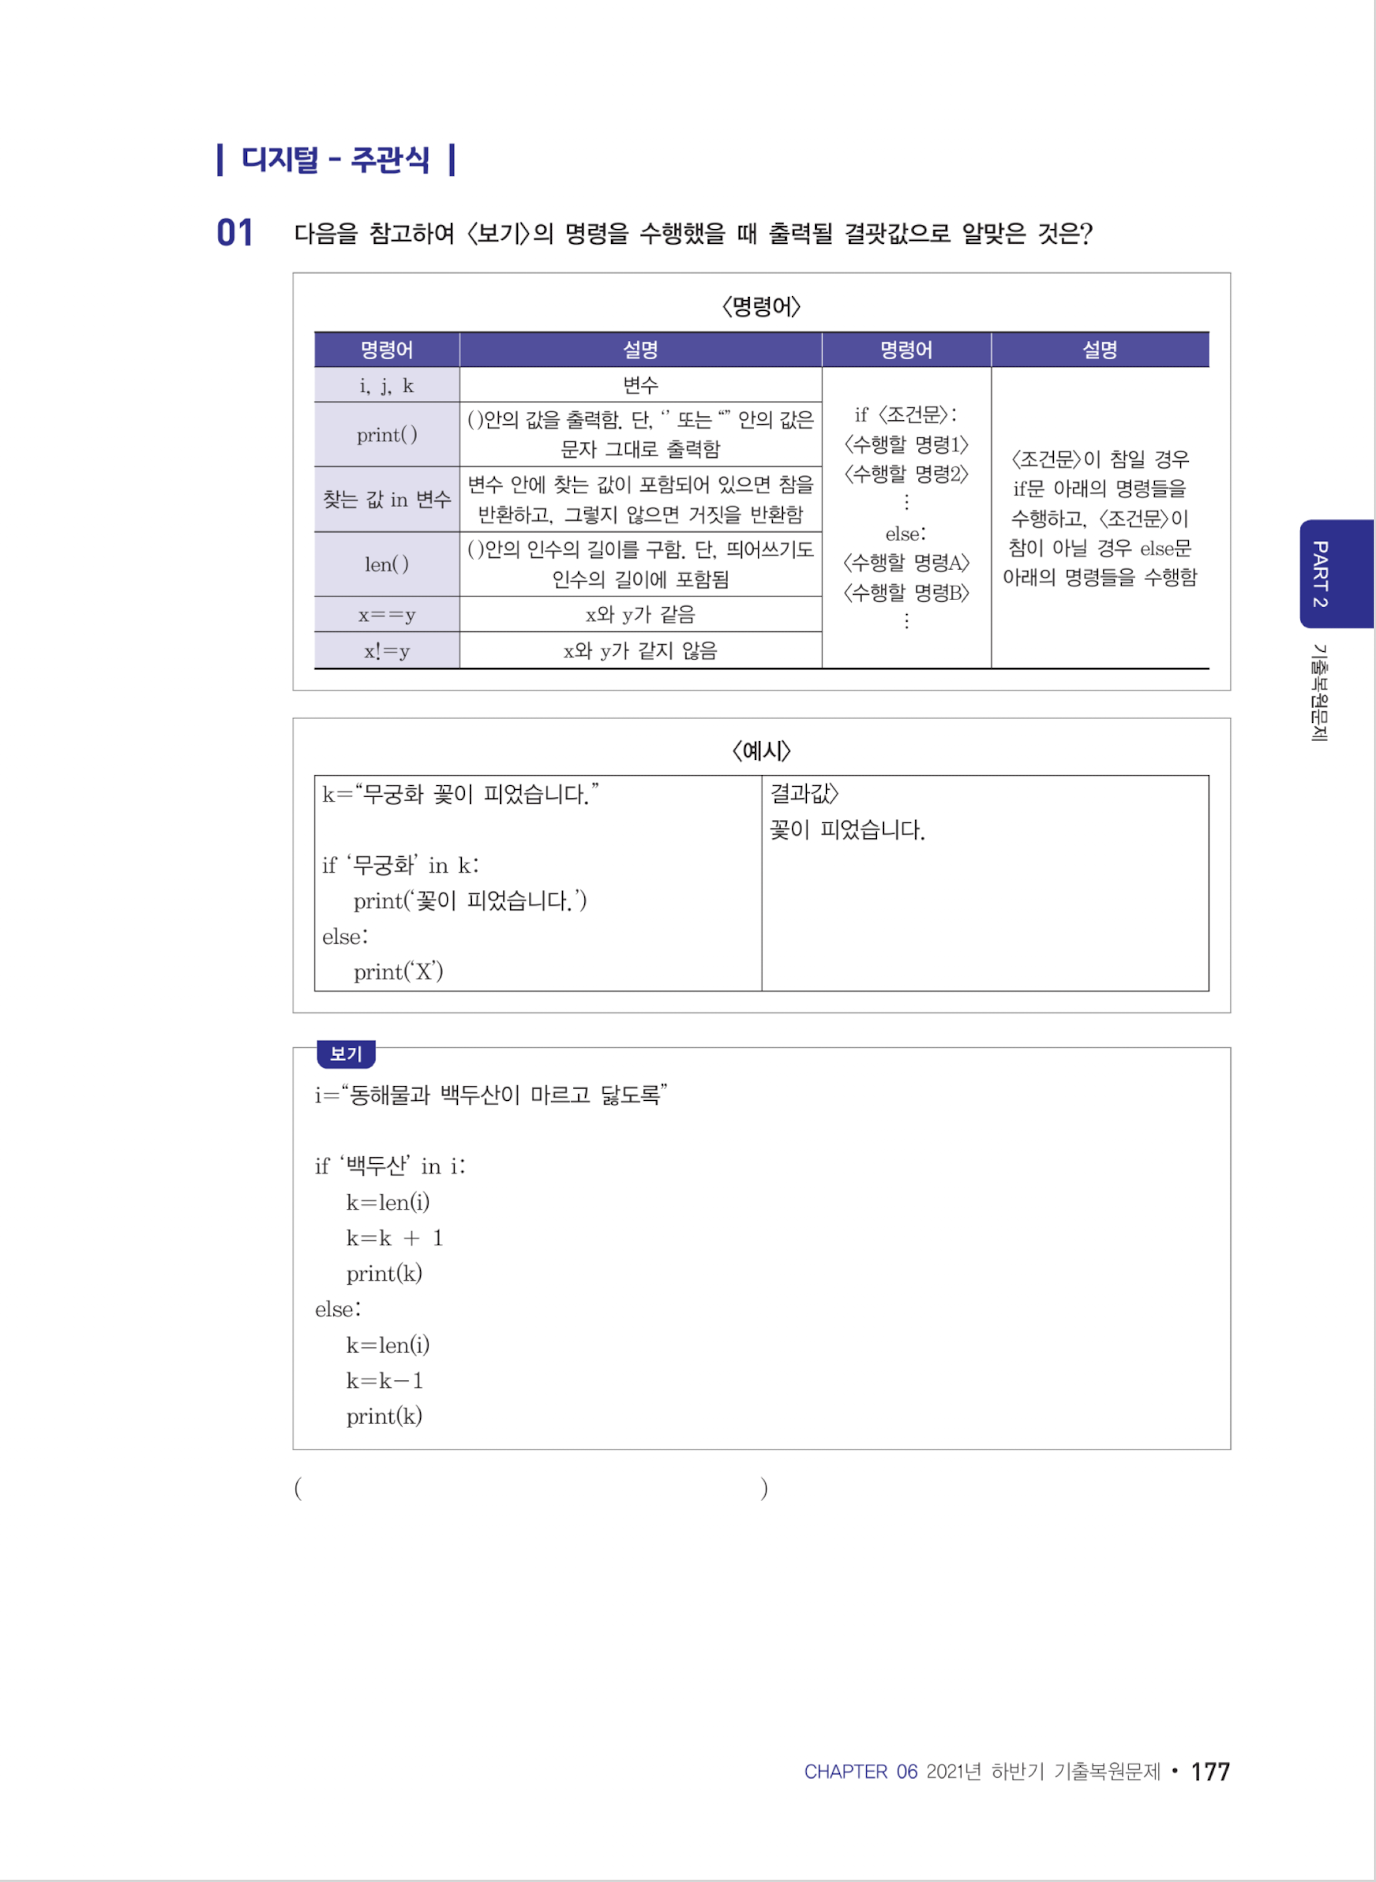 디지털 - 주관식
01 다음을 참고하여 〈보기〉의 명령을 수행했을 때 출력될 결괏값으로 알맞은 것은?
〈명령어〉
명령어 설명 명령어 설명
i, j, k 변수
print() ()안의 값을 출력함. 단, ‘’ 또는 “” 안의 값은
문자 그대로 출력함
찾는 값 in 변수 변수 안에 찾는 값이 포함되어 있으면 참을
반환하고, 그렇지 않으면 거짓을 반환함
len() ()안의 인수의 길이를 구함. 단, 띄어쓰기도
인수의 길이에 포함됨
x==y x와 y가 같음
x!=y x와 y가 같지 않음
if 〈조건문〉:
〈수행할 명령1〉
〈수행할 명령2〉
⋮
else:
〈수행할 명령A〉
〈수행할 명령B〉
⋮
〈조건문〉이 참일 경우
if문 아래의 명령들을
수행하고, 〈조건문〉이
참이 아닐 경우 else문
아래의 명령들을 수행함
〈예시〉
k=“무궁화 꽃이 피었습니다.”
if ‘무궁화’ in k:
print(‘꽃이 피었습니다.’)
else:
print(‘X’)
결과값〉
꽃이 피었습니다.
보기
i=“동해물과 백두산이 마르고 닳도록”
if ‘백두산’ in i:
k=len(i)
k=k + 1
print(k)
else:
k=len(i)
k=k-1
print(k)
( )
PART 2
기출복원문제
CHAPTER 06 2021년 하반기 기출복원문제 • 177